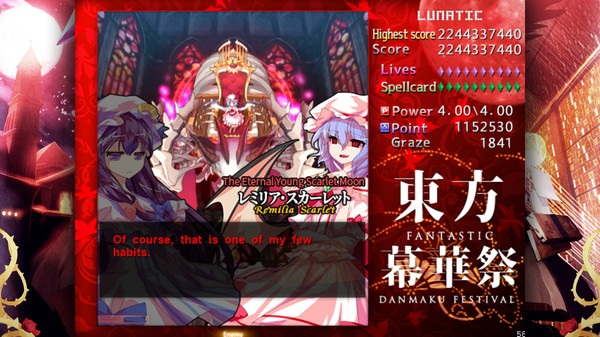 LUNATIC
Highest score 2244337440
Score 2244337440
Lives
Spellcard
Power 4.00\4.00
Point 1152530
Graze 1841
The Eternal Young Scarlet Moon
レミリア・スカーレット
Remilia Scarlet
Of course, that is one of my few
habits.
東方
FANTASTIC
幕華祭
DANMAKU FESTIVAL
58